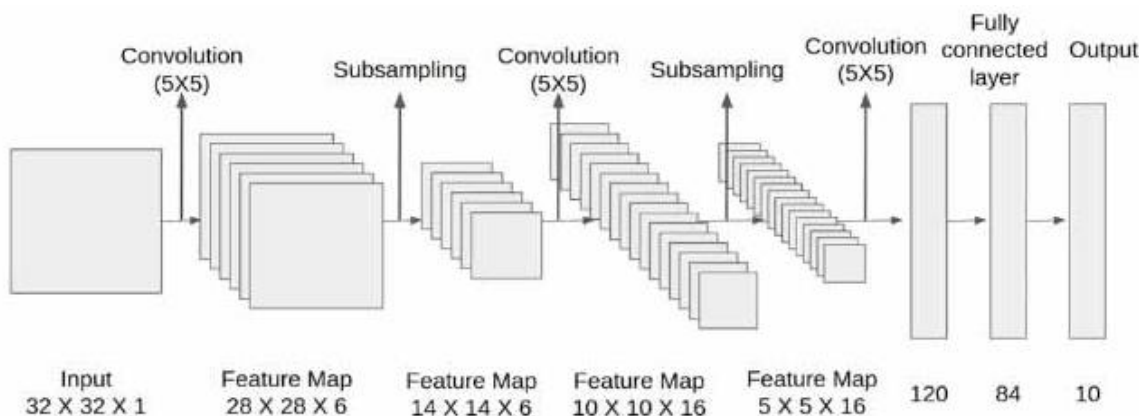 Convolution
(5X5)
Subsampling
Convolution
(5X5)
Subsampling
Convolution
(5X5)
Fully
connected
layer
Output
Input
32 X 32 X 1
Feature Map
28 X 28 X 6
Feature Map
14 X 14 X 6
Feature Map
10 X 10 X 16
Feature Map
5 X 5 X 16
120
84
10